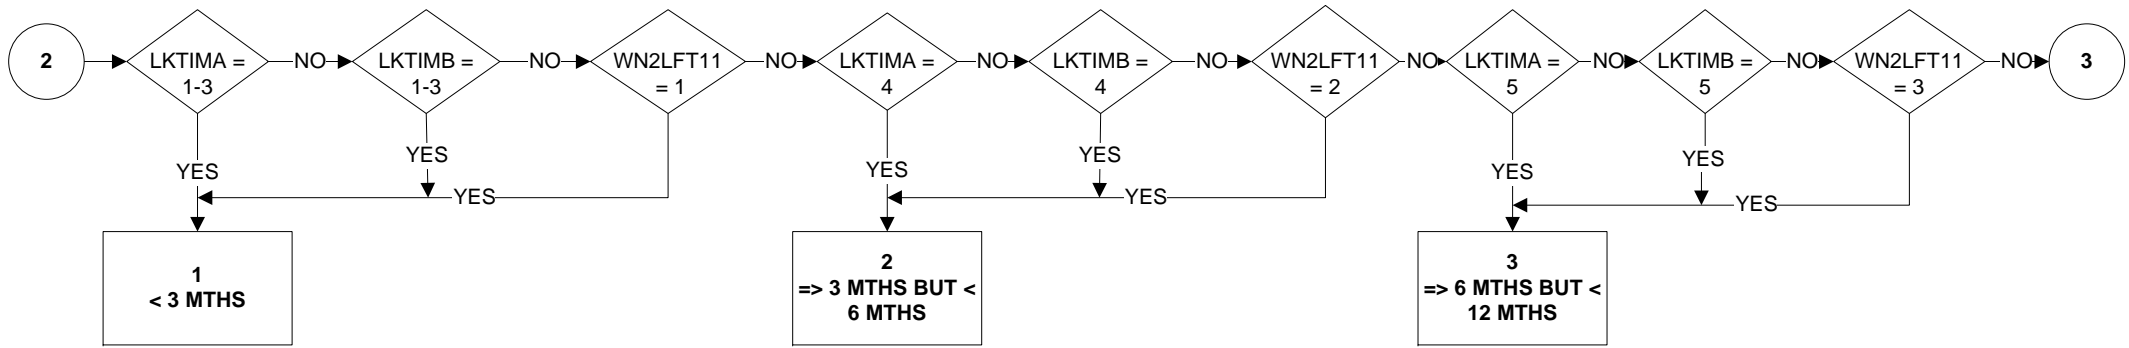 2
LKTIMA =
1-3
NO
LKTIMB =
1-3
NO
WN2LFT11
= 1
NO
LKTIMA =
4
NO
LKTIMB =
4
NO
WN2LFT11
= 2
NO
LKTIMA =
5
NO
LKTIMB =
5
NO
WN2LFT11
= 3
NO
3
YES
YES
YES
YES
YES
YES
YES
YES
YES
1
< 3 MTHS
2
=> 3 MTHS BUT <
6 MTHS
3
=> 6 MTHS BUT <
12 MTHS